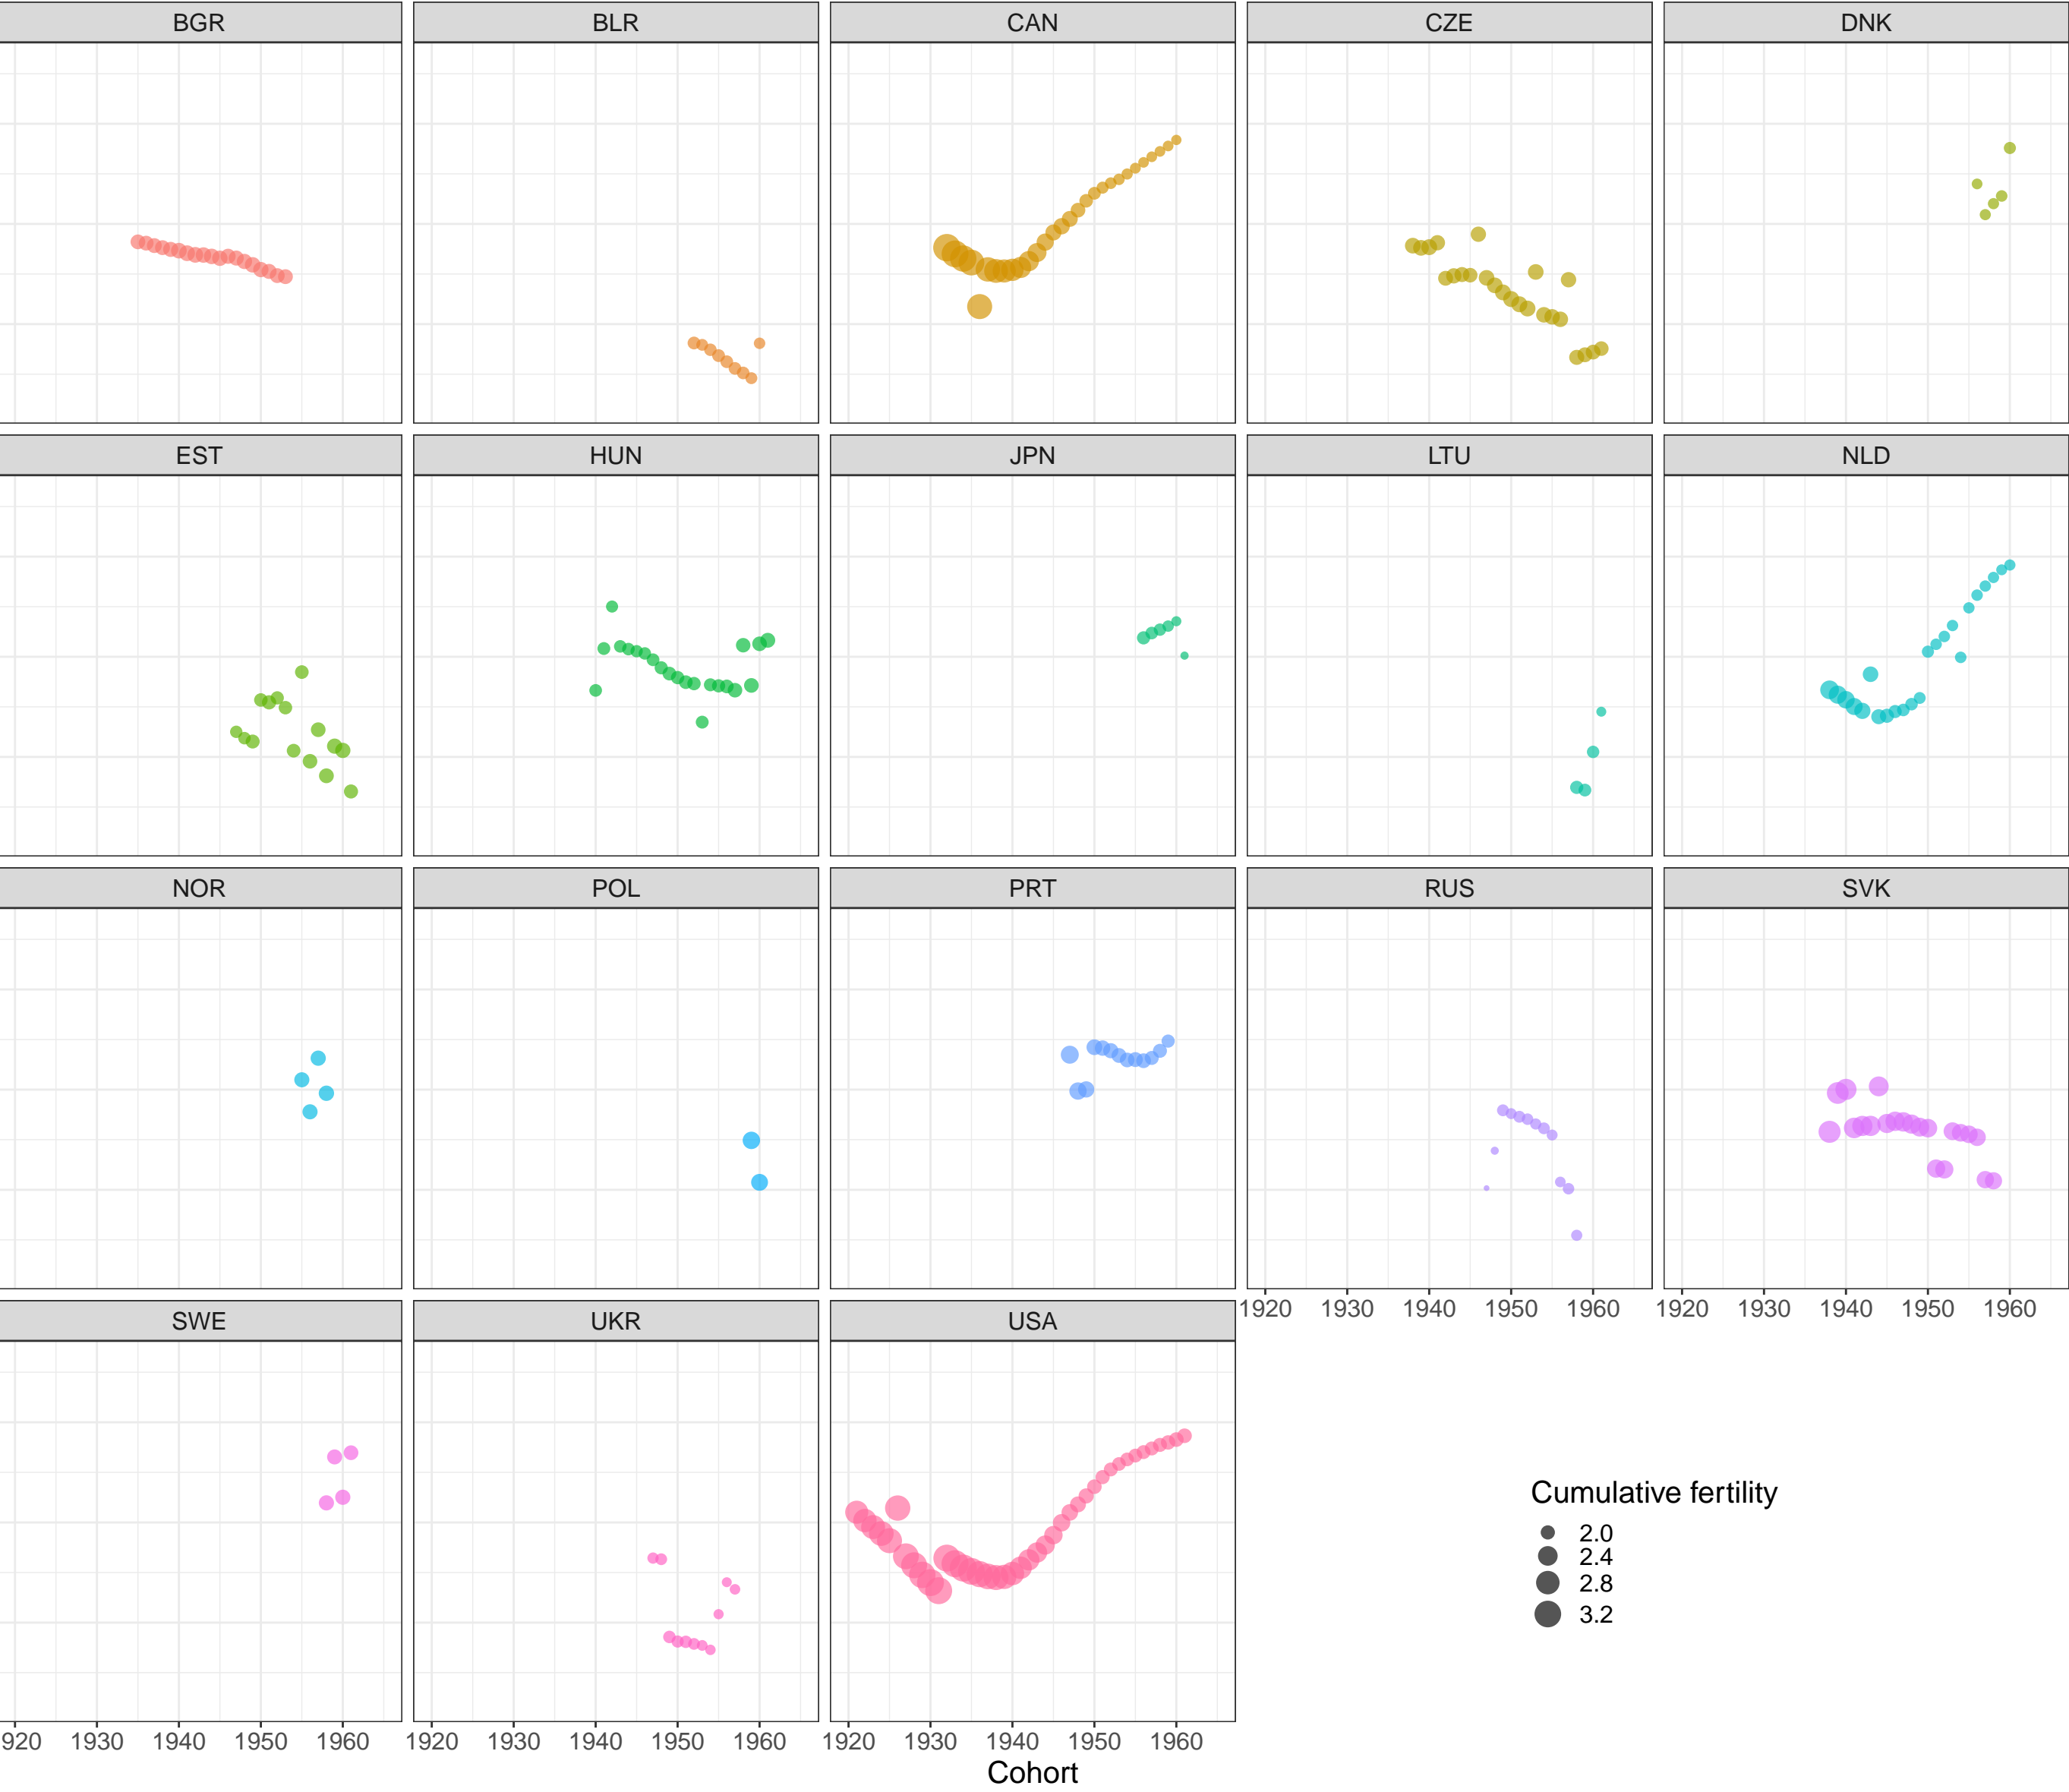 BGR BLR CAN CZE DNK
EST HUN JPN LTU NLD
NOR POL PRT RUS SVK
1920 1930 1940 1950 1960 1920 1930 1940 1950 1960
SWE UKR USA
Cumulative fertility
2.0
2.4
2.8
3.2
920 1930 1940 1950 1960 1920 1930 1940 1950 1960 1920 1930 1940 1950 1960
Cohort